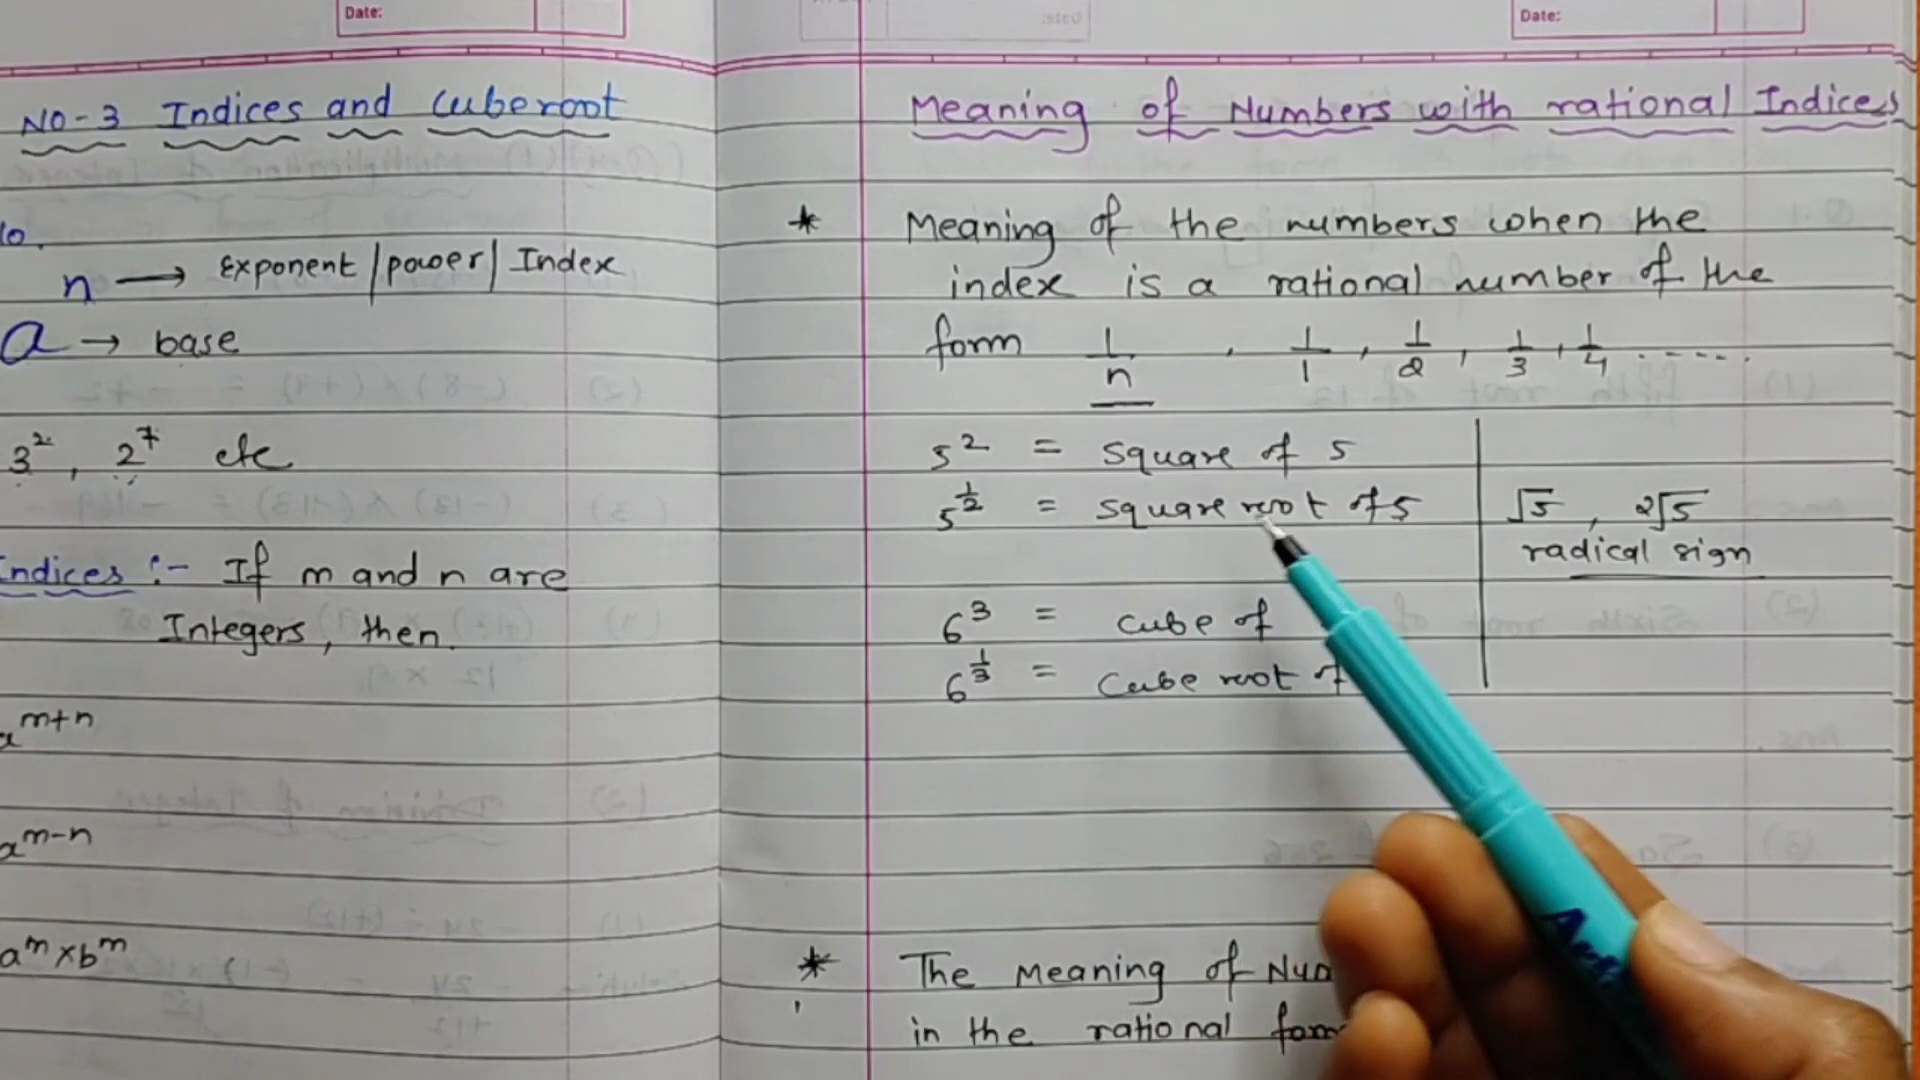 Date:
NO-3 Indices and Cuberoot
10.
n → Exponent/power/Index
a → base
3², 2⁷ etc
Indices :- If m and n are
Integers, then.
a^m+n
a^m-n
a^m × b^m
Date:
Meaning of Numbers with rational Indices
* Meaning of the numbers when the
index is a rational number of the
form 1/n , 1/1, 1/2, 1/3, 1/4 .....
5² = square of 5
5^1/2 = square root of 5 √5, 2√5
radical sign
6³ = cube of
6^1/3 = Cube root of
* The Meaning of
in the rational